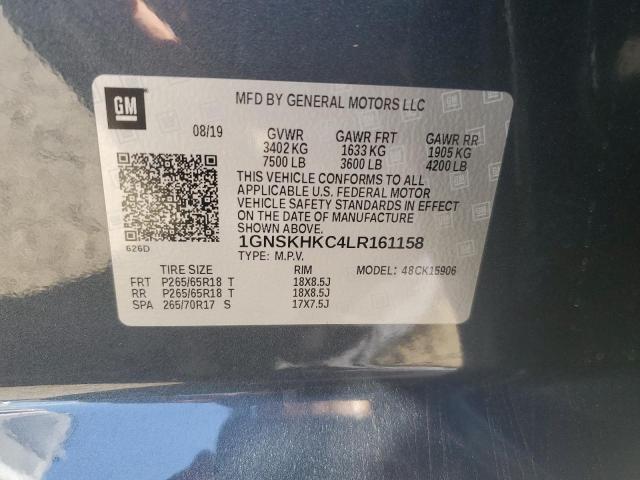 GM
MFD BY GENERAL MOTORS LLC
08/19 GVWR GAWR FRT GAWR RR
3402 KG 1633 KG 1905 KG
7500 LB 3600 LB 4200 LB
THIS VEHICLE CONFORMS TO ALL
APPLICABLE U.S. FEDERAL MOTOR
VEHICLE SAFETY STANDARDS IN EFFECT
ON THE DATE OF MANUFACTURE
SHOWN ABOVE.
626D
1GNSKHKC4LR161158
TYPE: M.P.V. MODEL: 48CK15906
TIRE SIZE RIM
FRT P265/65R18 T 18X8.5J
RR P265/65R18 T 18X8.5J
SPA 265/70R17 S 17X7.5J